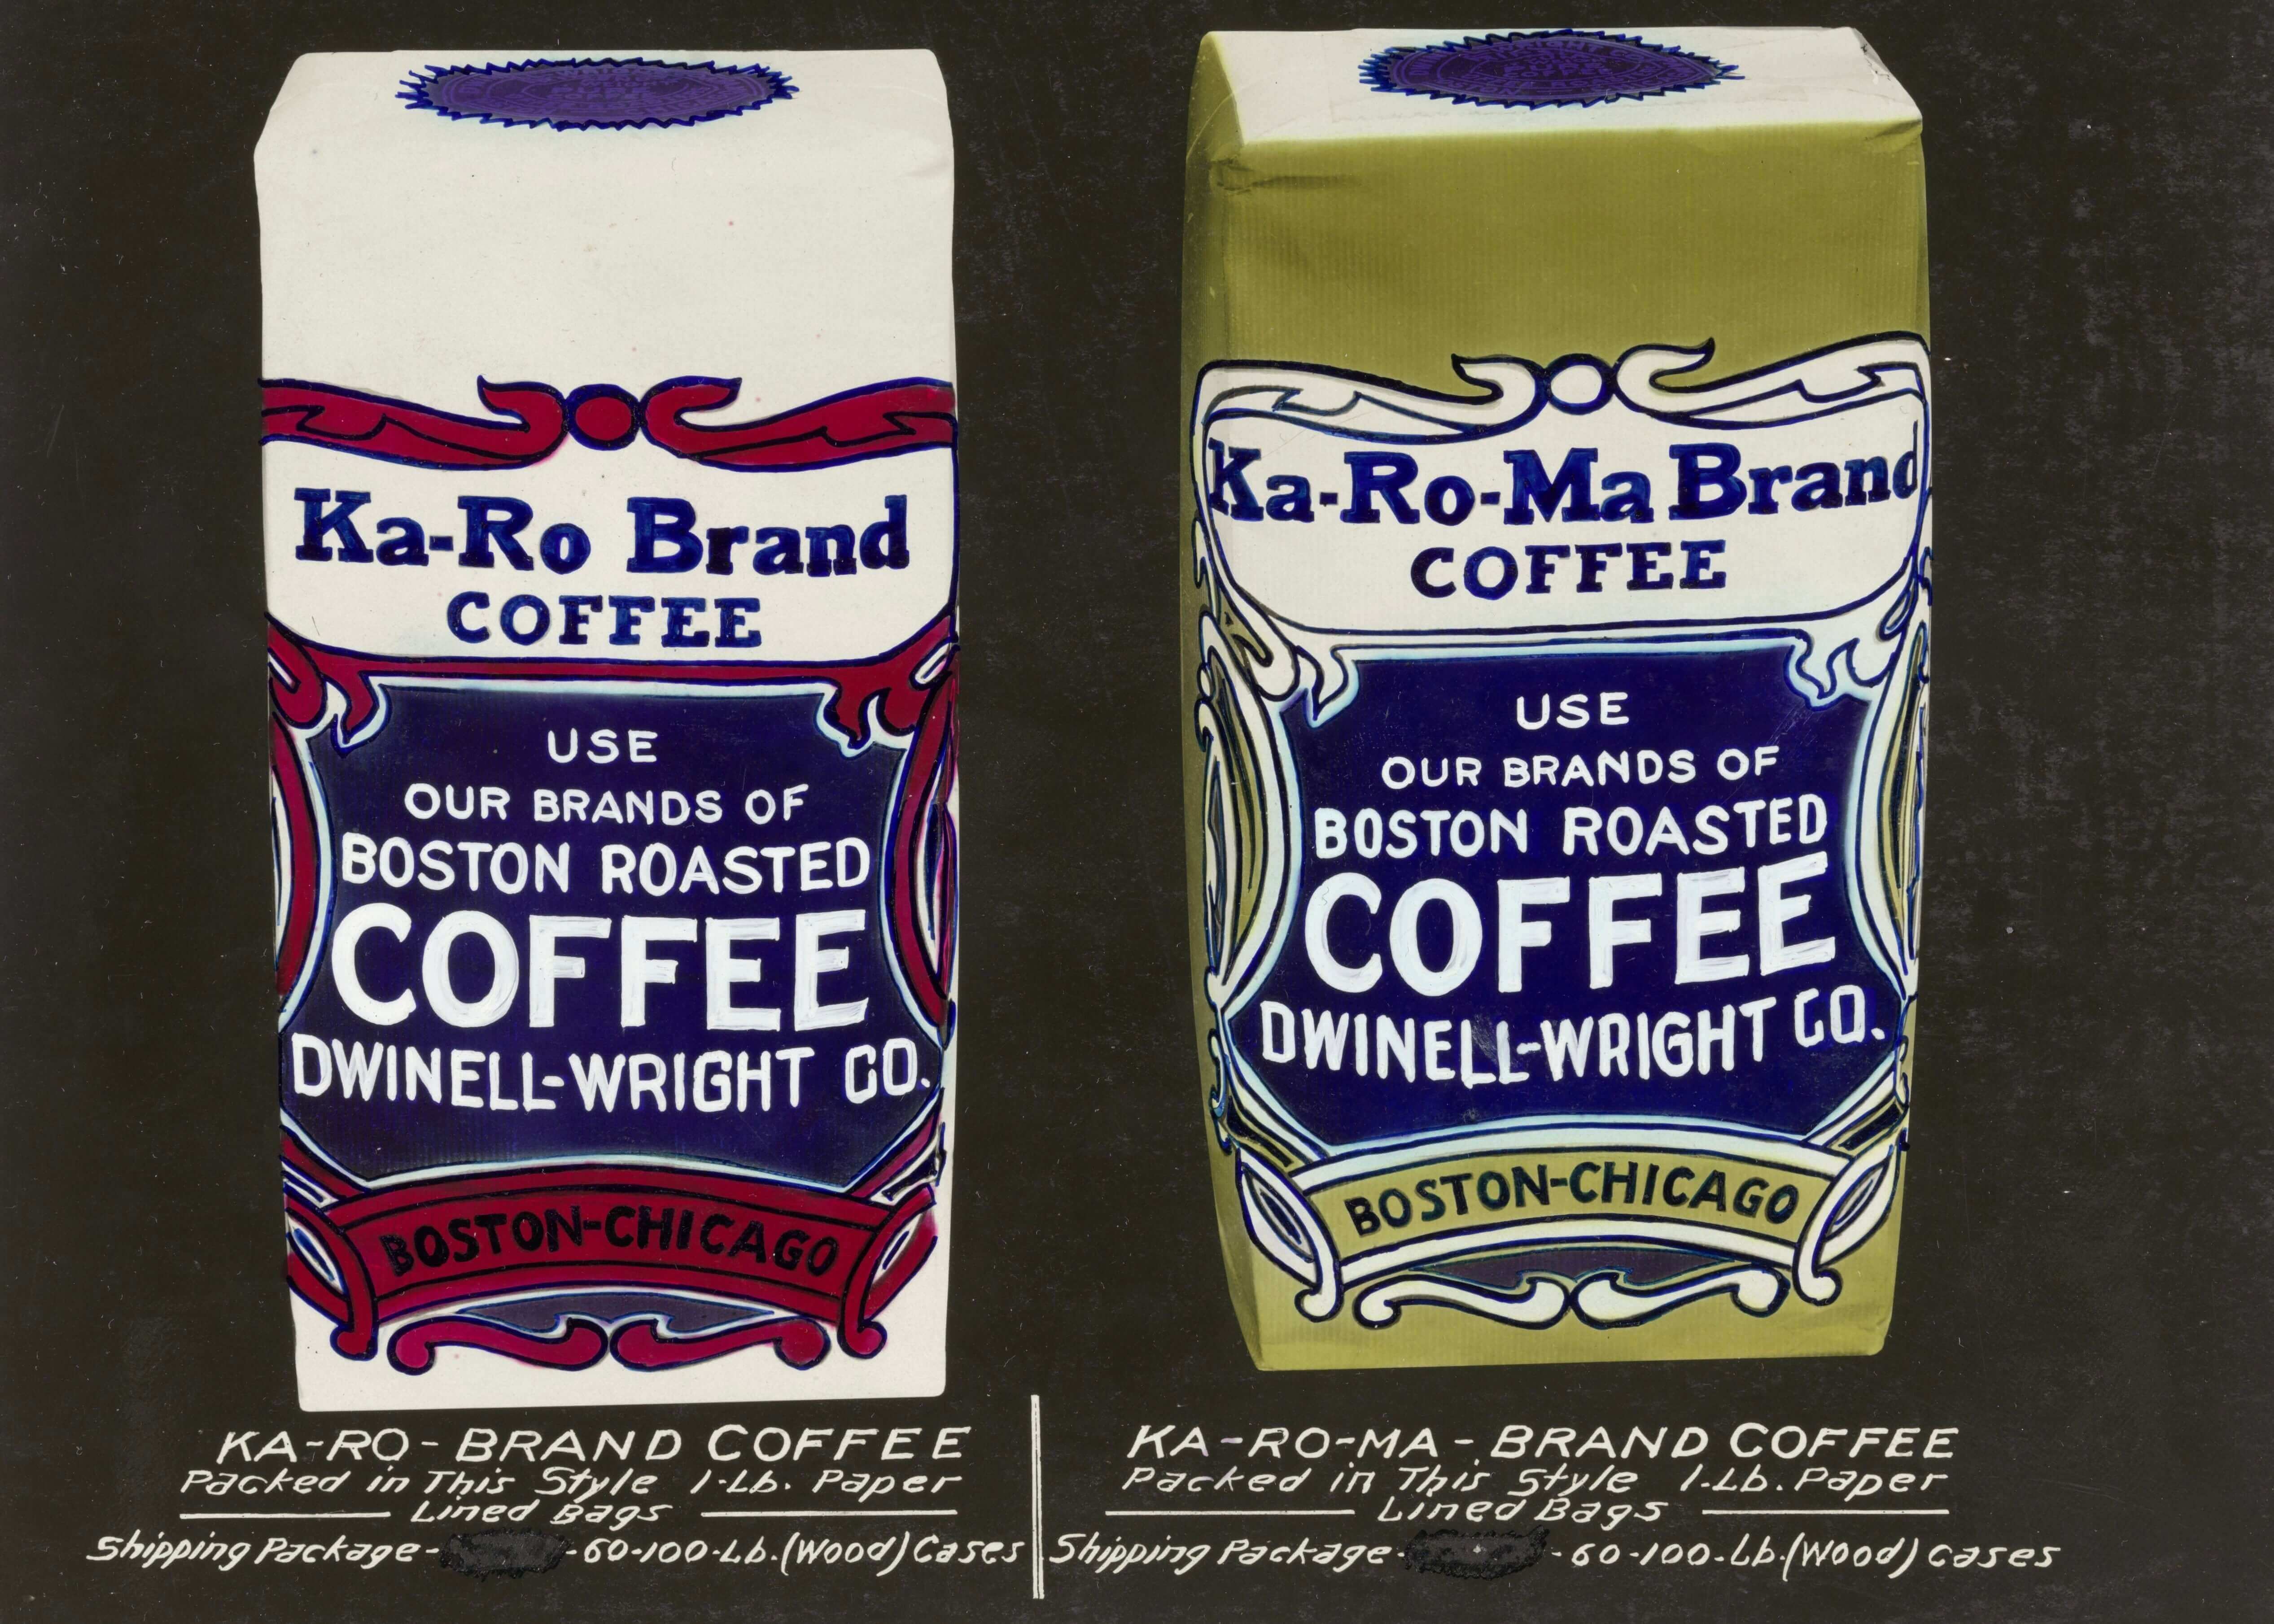 Ka-Ro Brand
COFFEE
USE
OUR BRANDS OF
BOSTON ROASTED
COFFEE
DWINELL-WRIGHT CO.
BOSTON-CHICAGO
KA-RO-BRAND COFFEE
Packed in This Style 1-Lb. Paper
Lined Bags
Shipping Package- -60-100-Lb.(Wood) Cases
WRIGHT
COFFEE
Ka-Ro-Ma Brand
COFFEE
USE
OUR BRANDS OF
BOSTON ROASTED
COFFEE
DWINELL-WRIGHT CO.
BOSTON-CHICAGO
KA-RO-MA-BRAND COFFEE
Packed in This Style 1-Lb. Paper
Lined Bags
Shipping Package- -60-100-Lb.(Wood) Cases